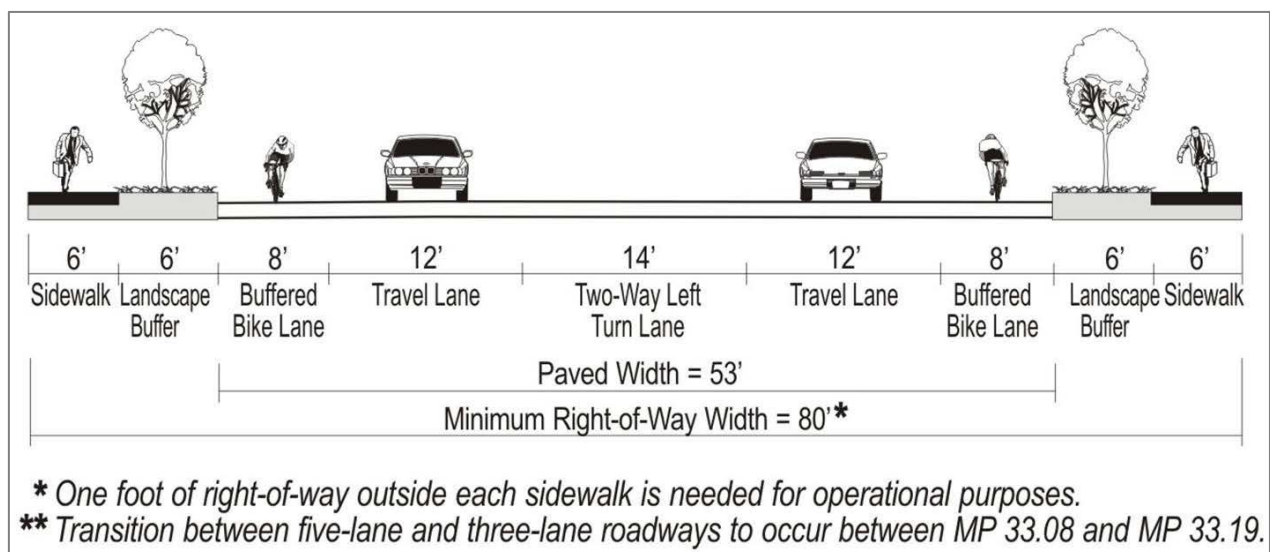 6’ 6’ 8’ 12’ 14’ 12’ 8’ 6’ 6’
Sidewalk Landscape Buffered Travel Lane Two-Way Left Travel Lane Buffered Landscape Sidewalk
Buffer Bike Lane Turn Lane Bike Lane Buffer
Paved Width = 53’
Minimum Right-of-Way Width = 80’*
* One foot of right-of-way outside each sidewalk is needed for operational purposes.
** Transition between five-lane and three-lane roadways to occur between MP 33.08 and MP 33.19.